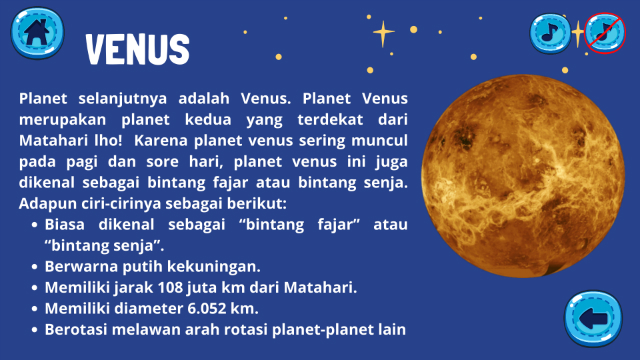 VENUS
Planet selanjutnya adalah Venus. Planet Venus
merupakan planet kedua yang terdekat dari
Matahari lho! Karena planet venus sering muncul
pada pagi dan sore hari, planet venus ini juga
dikenal sebagai bintang fajar atau bintang senja.
Adapun ciri-cirinya sebagai berikut:
• Biasa dikenal sebagai “bintang fajar” atau
“bintang senja”.
• Berwarna putih kekuningan.
• Memiliki jarak 108 juta km dari Matahari.
• Memiliki diameter 6.052 km.
• Berotasi melawan arah rotasi planet-planet lain